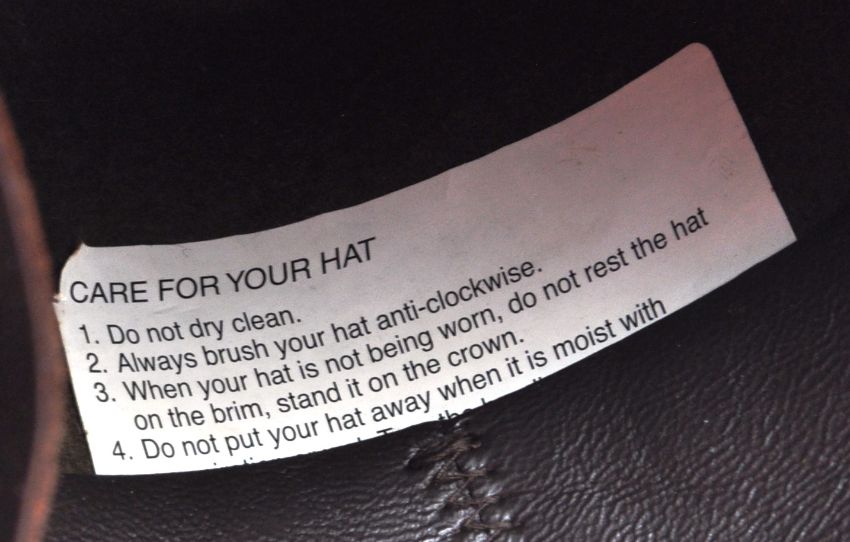 CARE FOR YOUR HAT
1. Do not dry clean.
2. Always brush your hat anti-clockwise.
3. When your hat is not being worn, do not rest the hat
on the brim, stand it on the crown.
4. Do not put your hat away when it is moist with